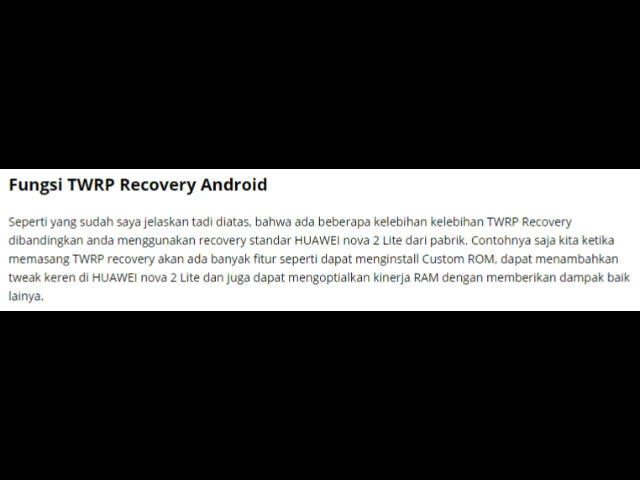 Fungsi TWRP Recovery Android
Seperti yang sudah saya jelaskan tadi diatas, bahwa ada beberapa kelebihan kelebihan TWRP Recovery
dibandingkan anda menggunakan recovery standar HUAWEI nova 2 Lite dari pabrik. Contohnya saja kita ketika
memasang TWRP recovery akan ada banyak fitur seperti dapat menginstall Custom ROM, dapat menambahkan
tweak keren di HUAWEI nova 2 Lite dan juga dapat mengoptialkan kinerja RAM dengan memberikan dampak baik
lainya.